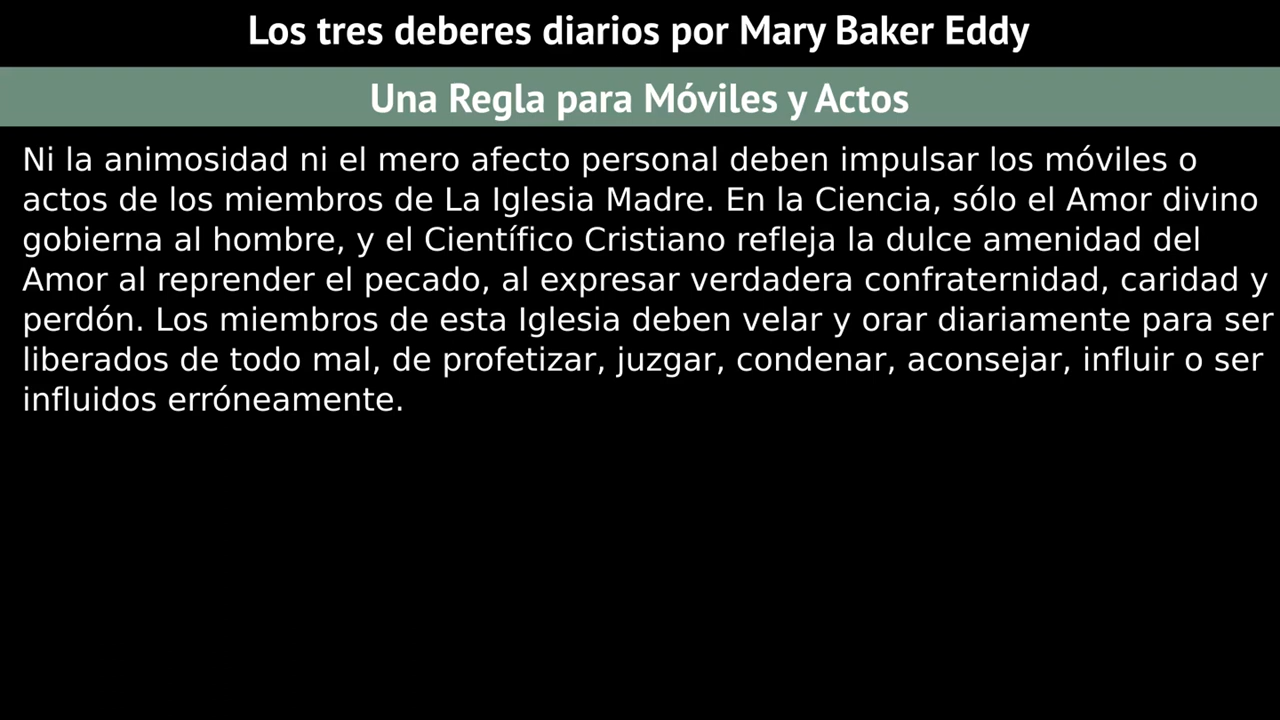 Los tres deberes diarios por Mary Baker Eddy
Una Regla para Móviles y Actos
Ni la animosidad ni el mero afecto personal deben impulsar los móviles o
actos de los miembros de La Iglesia Madre. En la Ciencia, sólo el Amor divino
gobierna al hombre, y el Científico Cristiano refleja la dulce amenidad del
Amor al reprender el pecado, al expresar verdadera confraternidad, caridad y
perdón. Los miembros de esta Iglesia deben velar y orar diariamente para ser
liberados de todo mal, de profetizar, juzgar, condenar, aconsejar, influir o ser
influidos erróneamente.